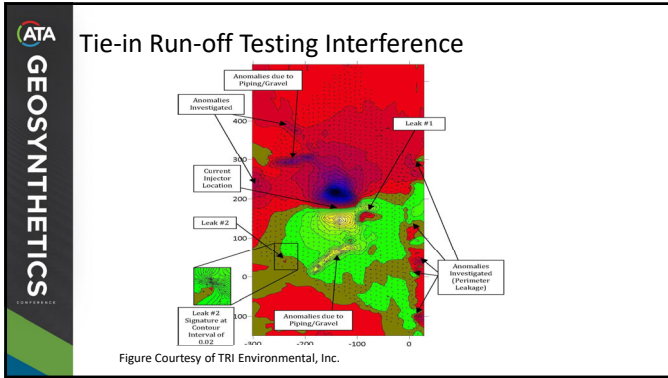 ATA
GEOSYNTHETICS
CONFERENCE
Tie-in Run-off Testing Interference
Anomalies due to
Piping/Gravel
Anomalies
Investigated
Leak #1
400
300
Current
Injector
Location
200
Leak #2
100
0
Anomalies
Investigated
(Perimeter
Leakage)
Leak #2
Signature at
Contour
Interval of
0.02
Anomalies due to
Piping/Gravel
100
-300
-200
-100
0
Figure Courtesy of TRI Environmental, Inc.